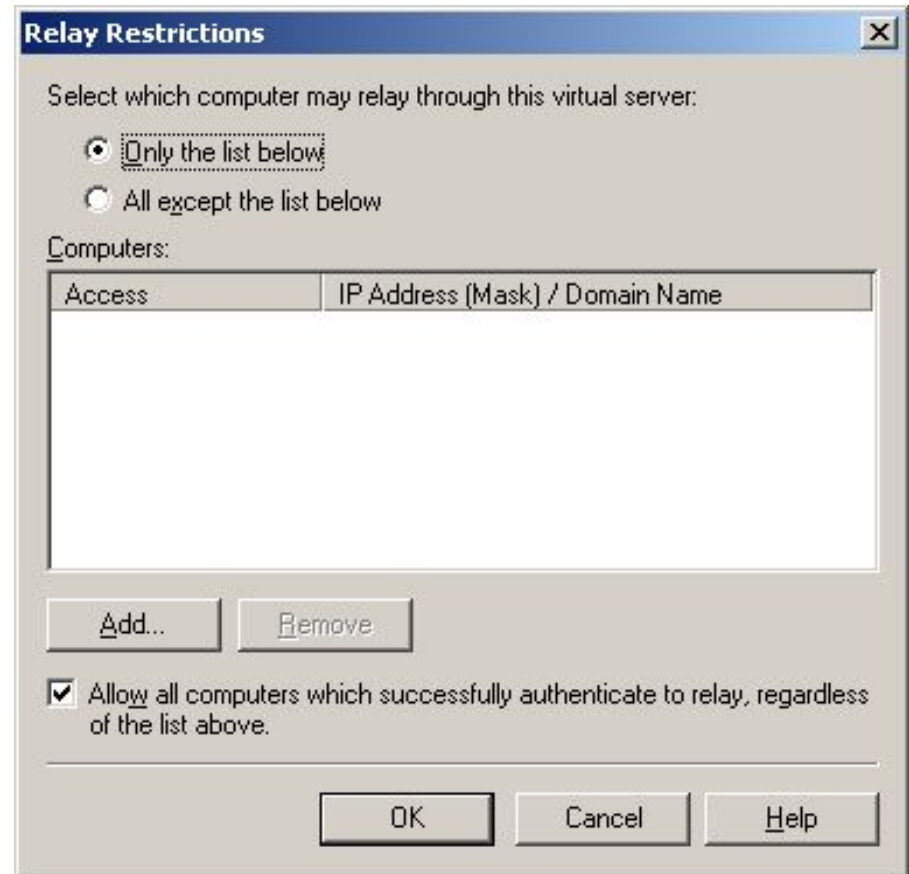 Relay Restrictions
Select which computer may relay through this virtual server:
Only the list below
All except the list below
Computers:
Access IP Address (Mask) / Domain Name
Add... Remove
Allow all computers which successfully authenticate to relay, regardless
of the list above.
OK Cancel Help